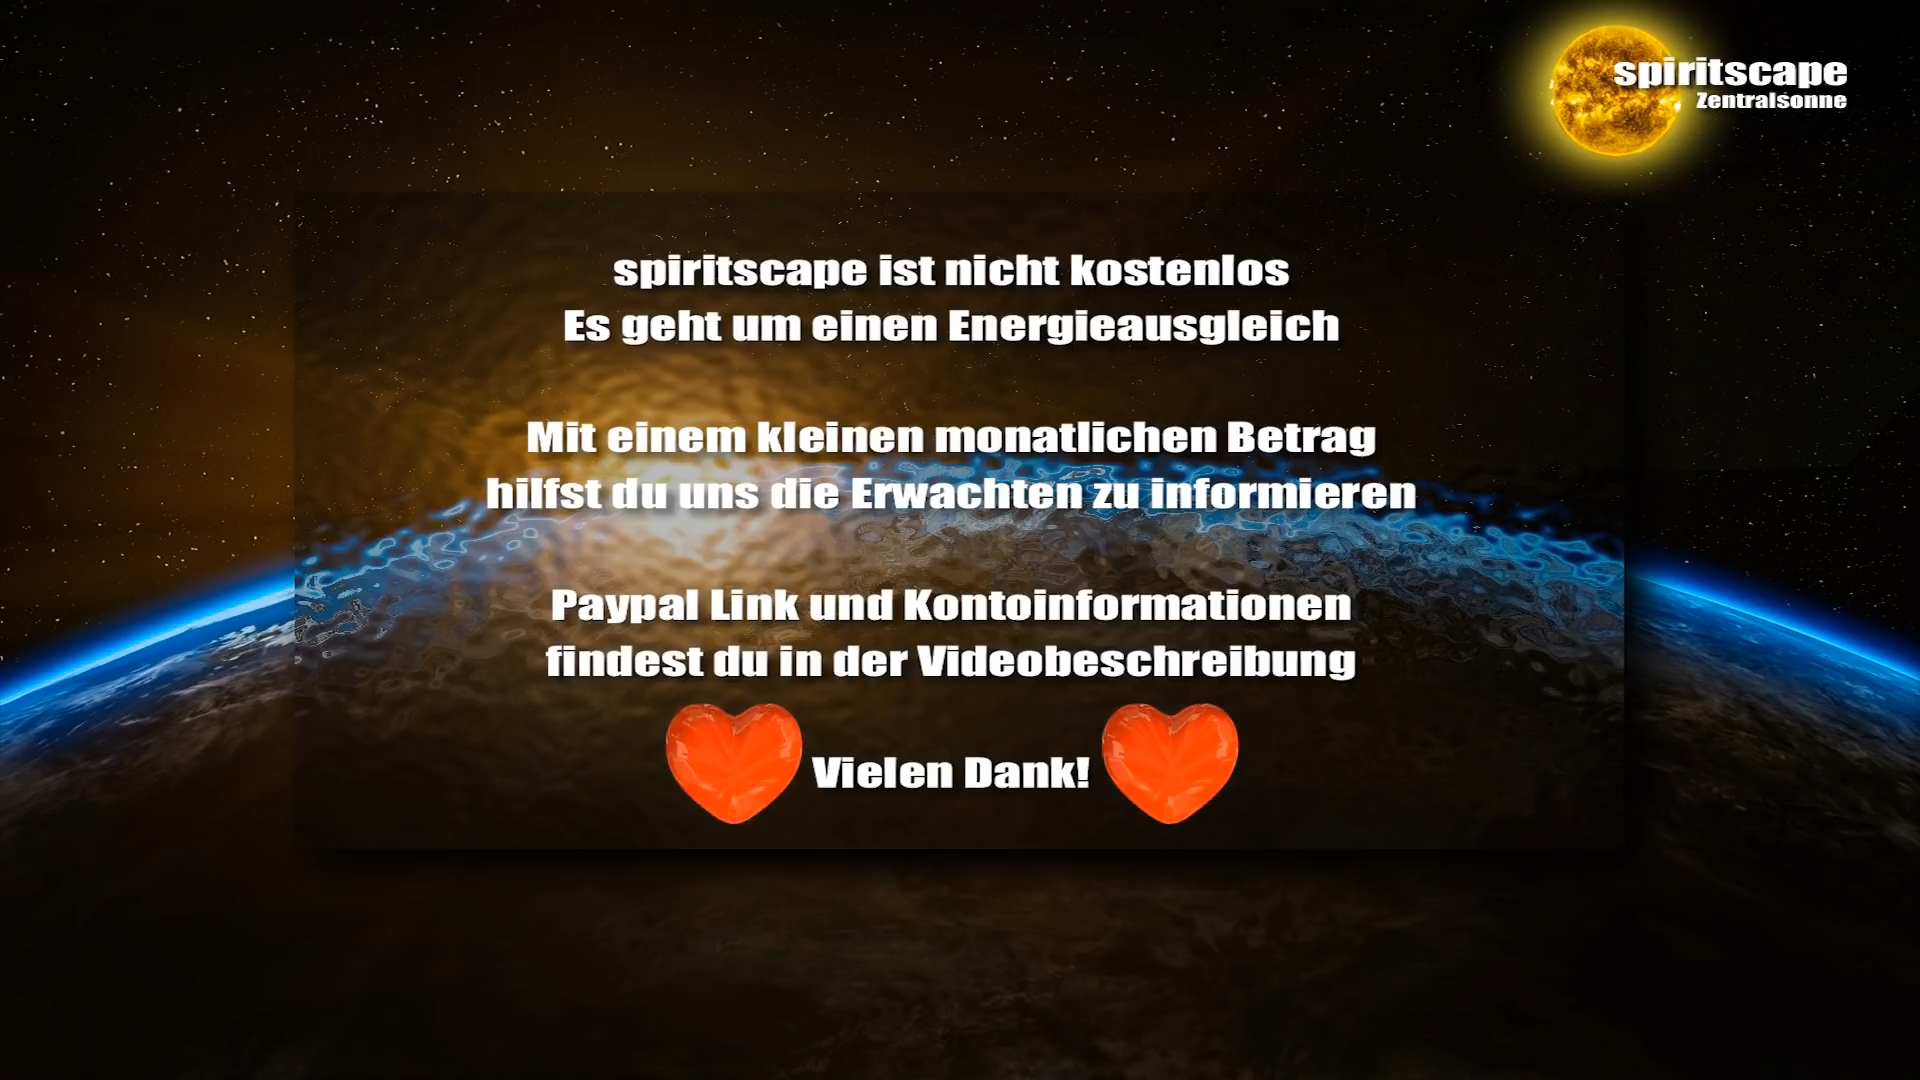 spiritscape
Zentralsonne
spiritscape ist nicht kostenlos
Es geht um einen Energieausgleich
Mit einem kleinen monatlichen Betrag
hilfst du uns die Erwachten zu informieren
Paypal Link und Kontoinformationen
findest du in der Videobeschreibung
Vielen Dank!